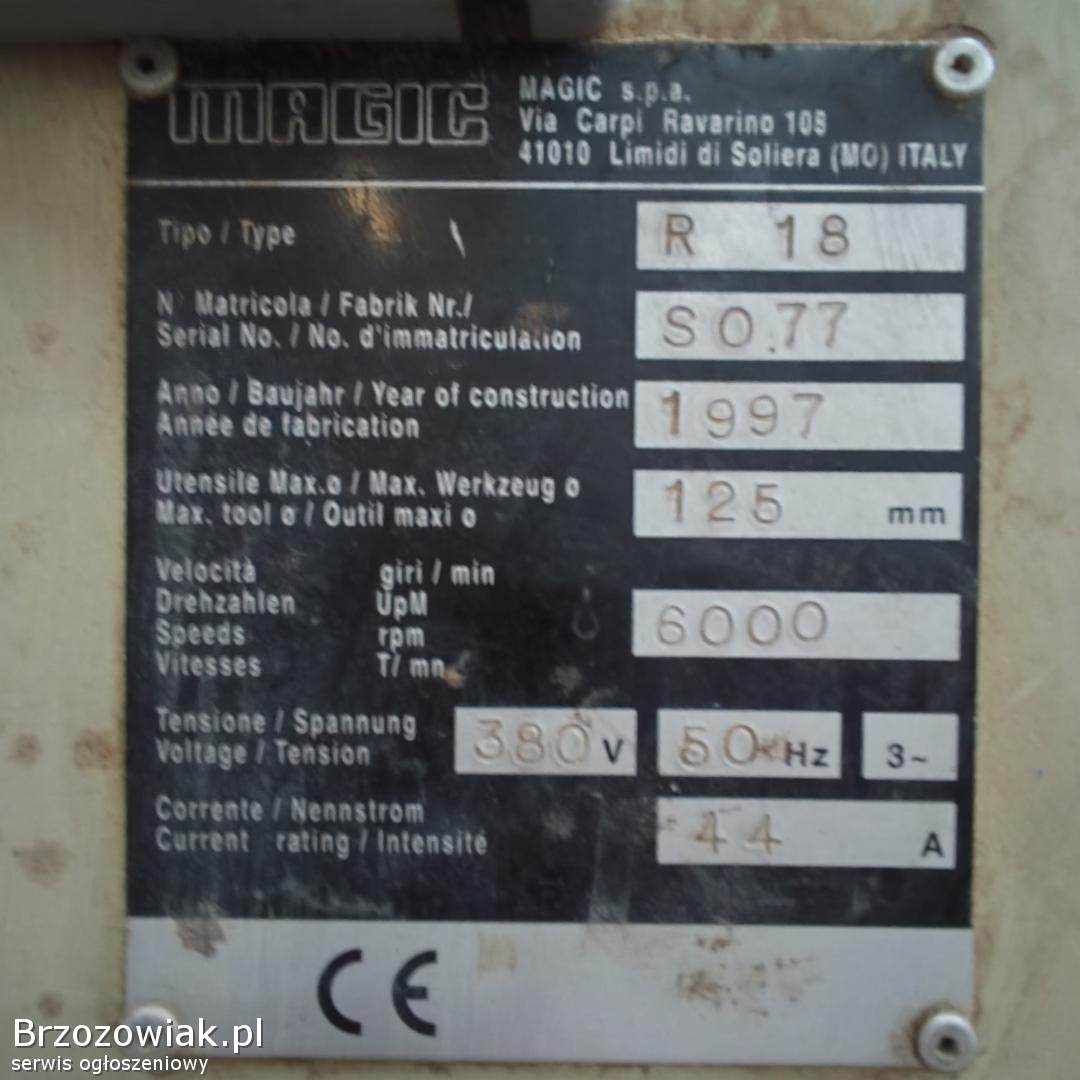 MAGIC
MAGIC s.p.a.
Via Carpi Ravarino 108
41010 Limidi di Soliera (MO) ITALY
Tipo / Type R 18
N° Matricola / Fabrik Nr./
Serial No. / No. d'immatriculation S0.77
Anno / Baujahr / Year of construction 1997
Année de fabrication
Utensile Max.ø / Max. Werkzeug ø
Max. tool ø / Outil maxi ø 125 mm
Velocità giri / min
Drehzahlen UpM 6000
Speeds rpm
Vitesses T/ mn
Tensione / Spannung 380 V 50 Hz 3~
Voltage / Tension
Corrente / Nennstrom 44 A
Current rating / Intensité
CE
Brzozowiak.pl
serwis ogłoszeniowy